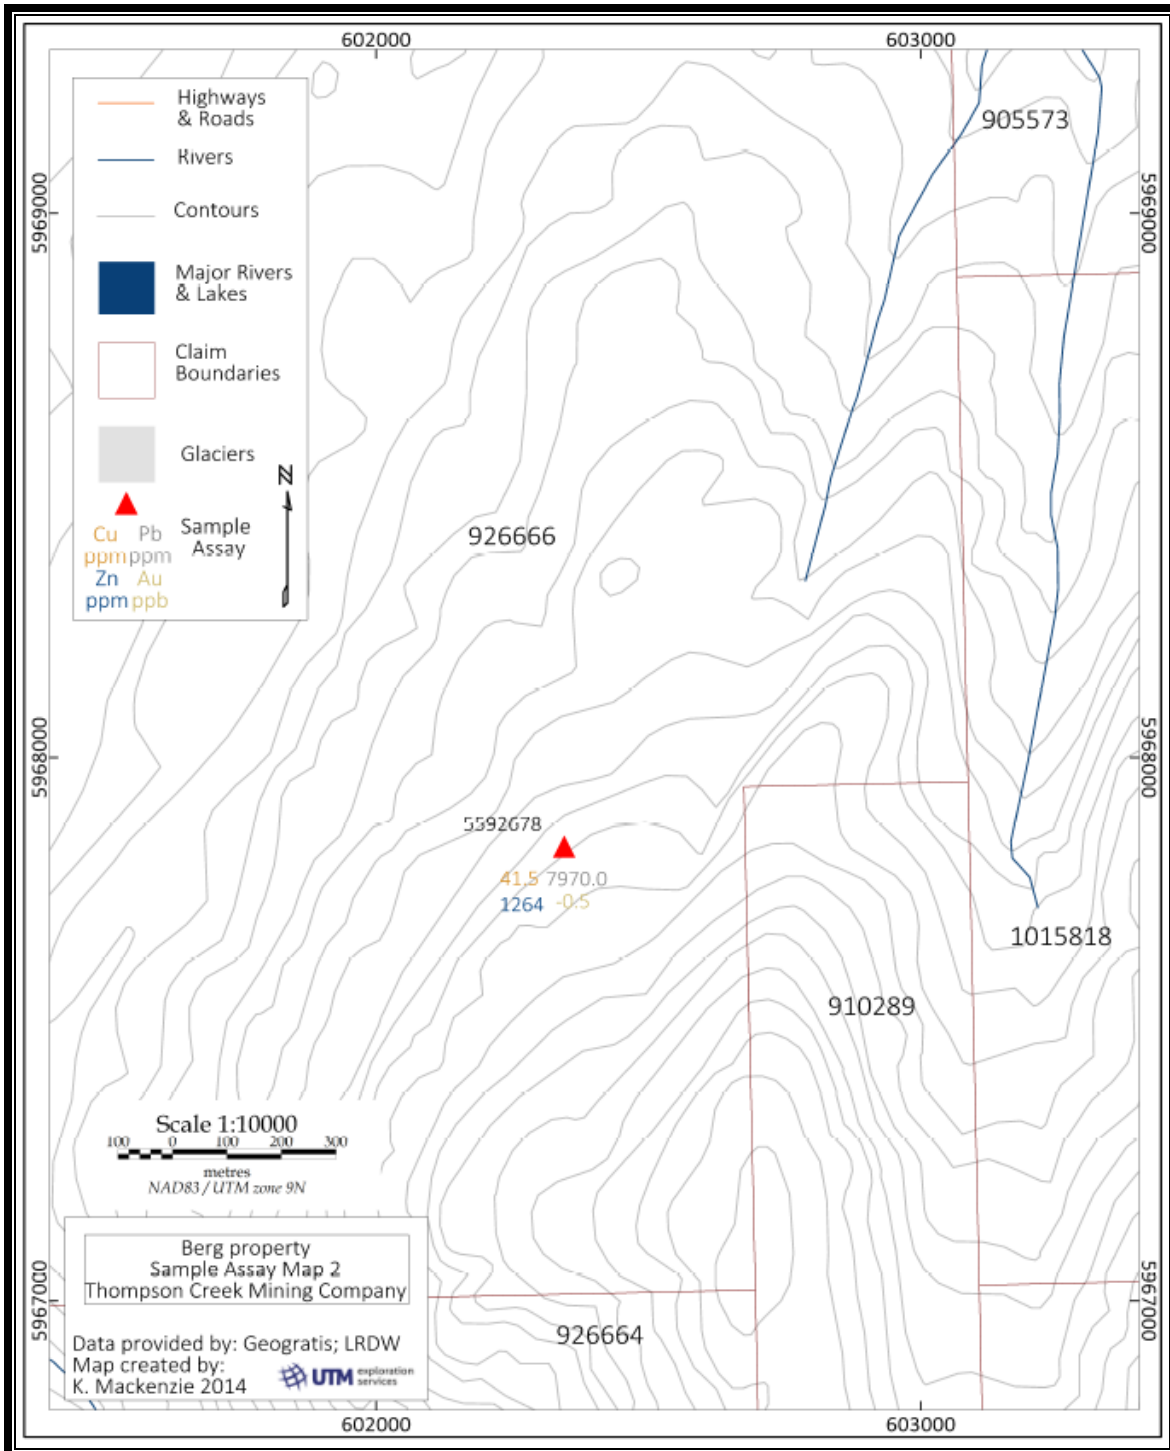 602000
603000
Highways
& Roads
Rivers
Contours
Major Rivers
& Lakes
Claim
Boundaries
Glaciers
N
Sample
Assay
Cu Pb
ppm ppm
Zn Au
ppm ppb
905573
5969000
5969000
926666
5968000
5968000
5592678
41.5 7970.0
1264 -0.5
1015818
910289
Scale 1:10000
100 0 100 200 300
metres
NAD83 / UTM zone 9N
Berg property
Sample Assay Map 2
Thompson Creek Mining Company
Data provided by: Geogratis; LRDW
Map created by:
K. Mackenzie 2014
UTM exploration
services
926664
5967000
5967000
602000
603000